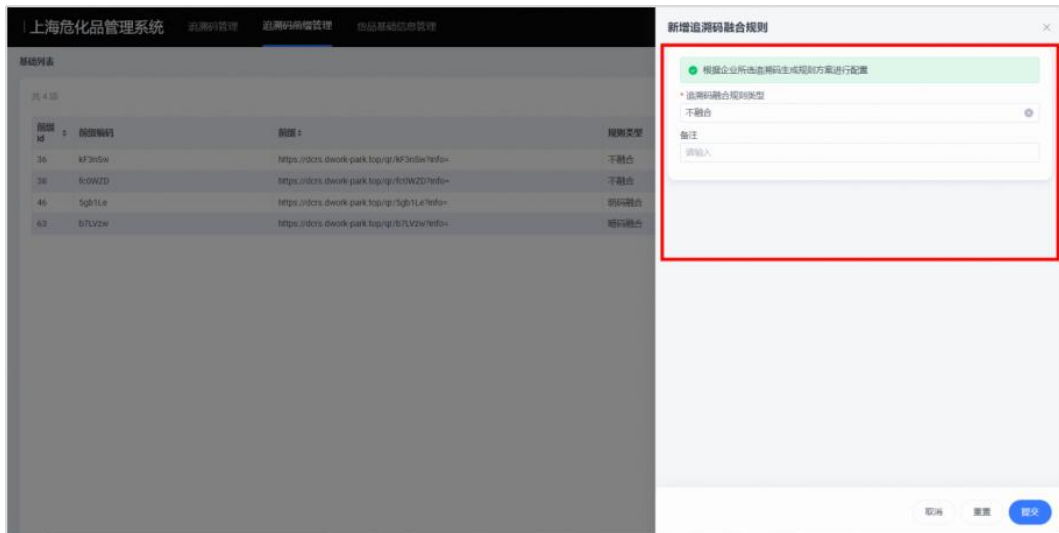 上海危化品管理系统
追溯码管理
追溯码前缀管理
危品基础信息管理
基础列表
共 4 项
前缀id
前缀编码
前缀
规则类型
36
kF3nSw
https://dcrs.dwork-park.top/qr/kF3nSw?info=
不融合
38
fc0WZD
https://dcrs.dwork-park.top/qr/fc0WZD?info=
不融合
46
5gb1Le
https://dcrs.dwork-park.top/qr/5gb1Le?info=
明码融合
63
b7LVzw
https://dcrs.dwork-park.top/qr/b7LVzw?info=
暗码融合
新增追溯码融合规则
根据企业所选追溯码生成规则方案进行配置
* 追溯码融合规则类型
不融合
备注
请输入
取消
重置
提交